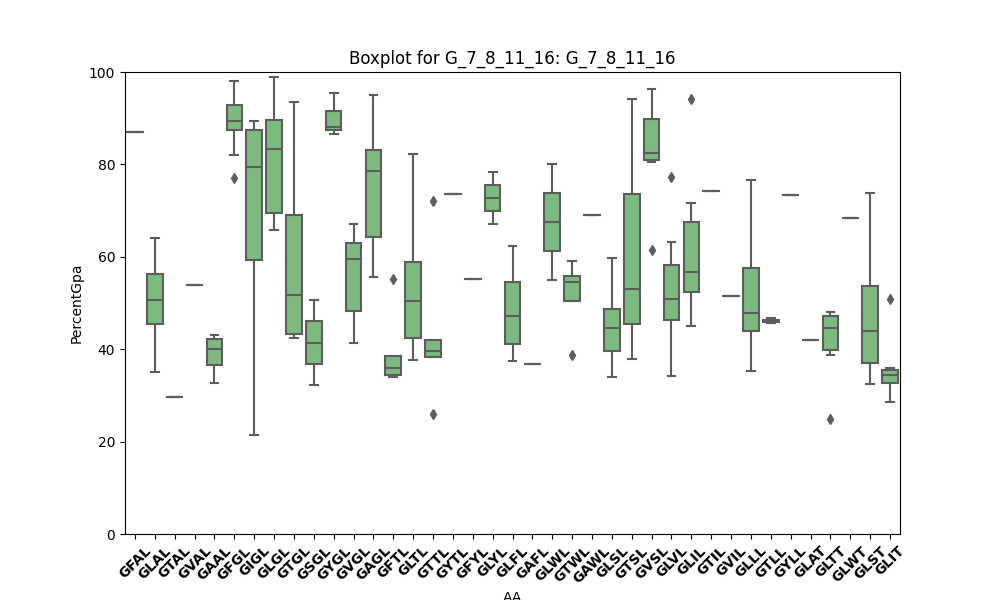 Boxplot for G_7_8_11_16: G_7_8_11_16
100
80
60
40
20
0
PercentGpa
GFAL GLAL GTAL GVAL GAAL GFGL GIGL GLGL GTGL GSGL GYGL GVGL GAGL GFTL GLTL GTTL GYTL GFYL GLYL GLFL GAFL GLWL GTWL GAWL GLSL GTSL GVSL GLVL GLIL GTIL GVIL GLLL GTLL GYLL GLAT GLTT GLWT GLST GLIT
AA